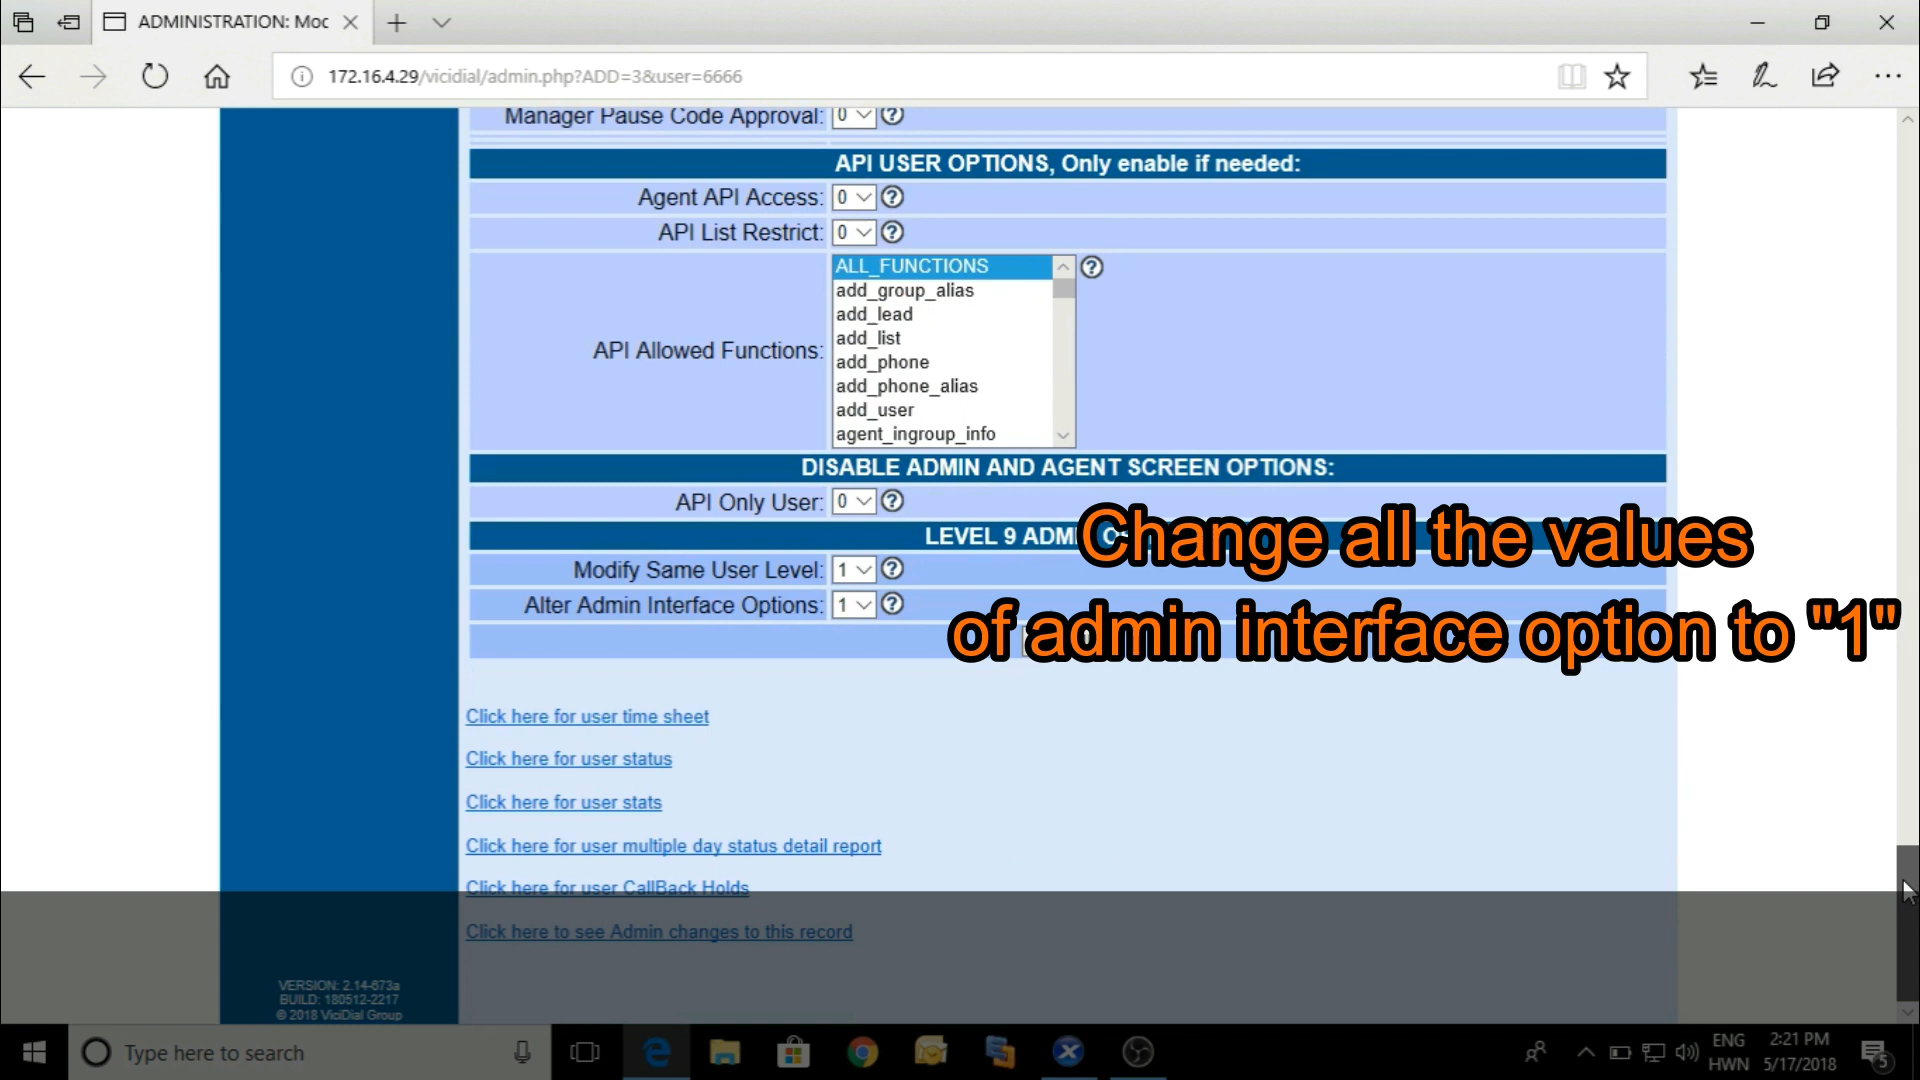 ADMINISTRATION: Moc
172.16.4.29/vicidial/admin.php?ADD=3&user=6666
Manager Pause Code Approval: 0
API USER OPTIONS, Only enable if needed:
Agent API Access: 0
API List Restrict: 0
API Allowed Functions:
ALL_FUNCTIONS
add_group_alias
add_lead
add_list
add_phone
add_phone_alias
add_user
agent_ingroup_info
DISABLE ADMIN AND AGENT SCREEN OPTIONS:
API Only User: 0
LEVEL 9 ADMI
Modify Same User Level: 1
Alter Admin Interface Options: 1
Change all the values
of admin interface option to "1"
Click here for user time sheet
Click here for user status
Click here for user stats
Click here for user multiple day status detail report
Click here for user CallBack Holds
Click here to see Admin changes to this record
VERSION: 2.14-673a
BUILD: 180512-2217
© 2018 ViciDial Group
Type here to search
ENG
HWN
2:21 PM
5/17/2018
5